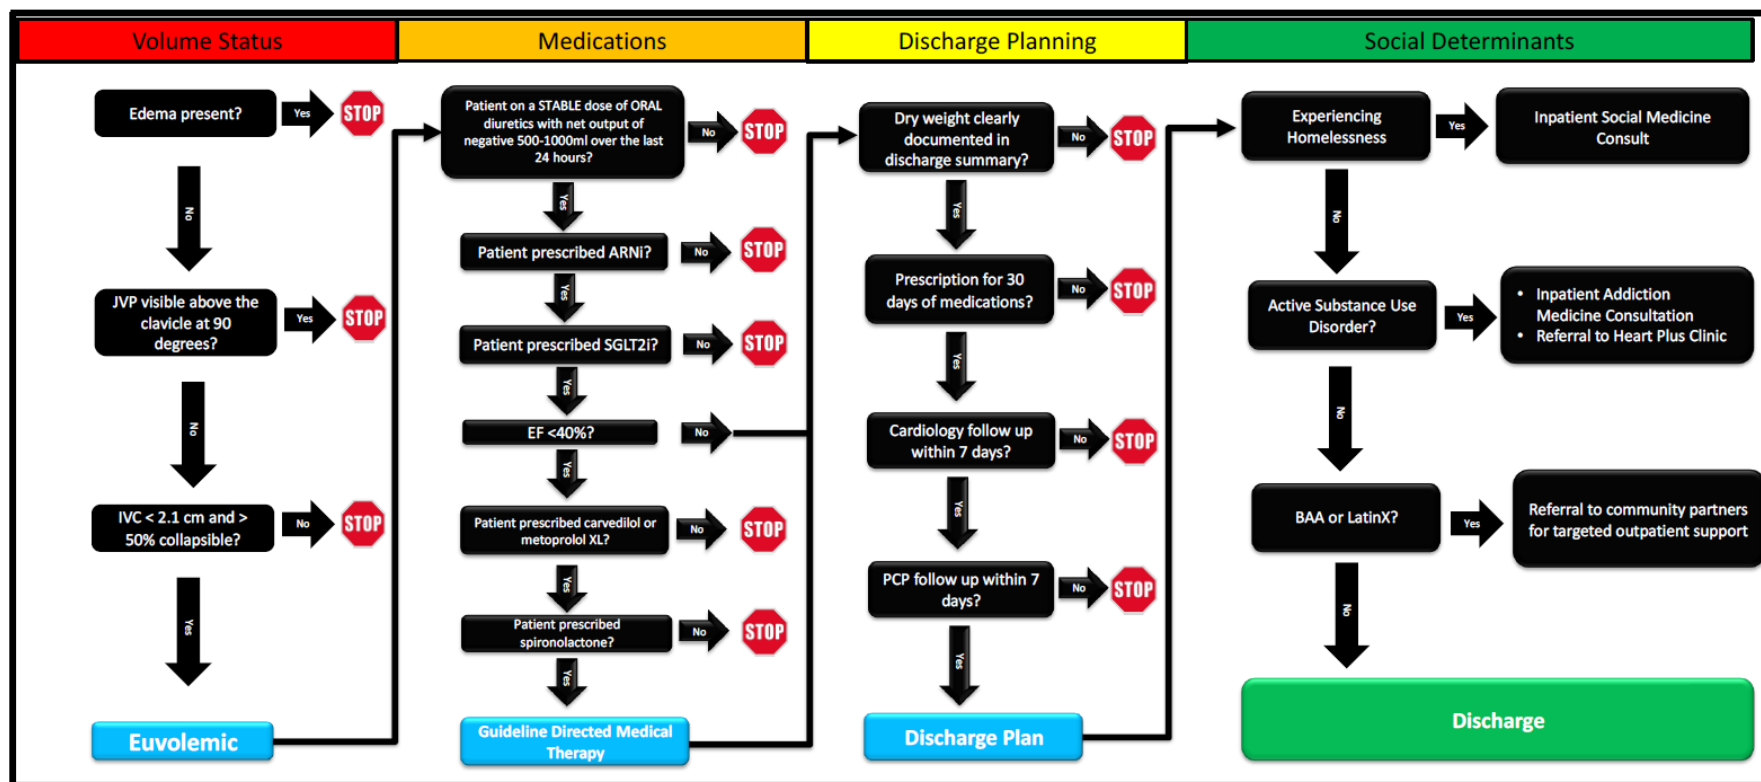 Volume Status
Medications
Discharge Planning
Social Determinants
Edema present?
Yes
STOP
No
JVP visible above the
clavicle at 90
degrees?
Yes
STOP
No
IVC < 2.1 cm and >
50% collapsible?
No
STOP
Yes
Euvolemic
Patient on a STABLE dose of ORAL
diuretics with net output of
negative 500-1000ml over the last
24 hours?
No
STOP
Yes
Patient prescribed ARNi?
No
STOP
Yes
Patient prescribed SGLT2i?
No
STOP
Yes
EF <40%?
No
Yes
Patient prescribed carvedilol or
metoprolol XL?
No
STOP
Yes
Patient prescribed
spironolactone?
No
STOP
Yes
Guideline Directed Medical
Therapy
Dry weight clearly
documented in
discharge summary?
No
STOP
Yes
Prescription for 30
days of medications?
No
STOP
Yes
Cardiology follow up
within 7 days?
No
STOP
Yes
PCP follow up within 7
days?
No
STOP
Yes
Discharge Plan
Experiencing
Homelessness
Yes
Inpatient Social Medicine
Consult
No
Active Substance Use
Disorder?
Yes
• Inpatient Addiction
Medicine Consultation
• Referral to Heart Plus Clinic
No
BAA or LatinX?
Yes
Referral to community partners
for targeted outpatient support
No
Discharge